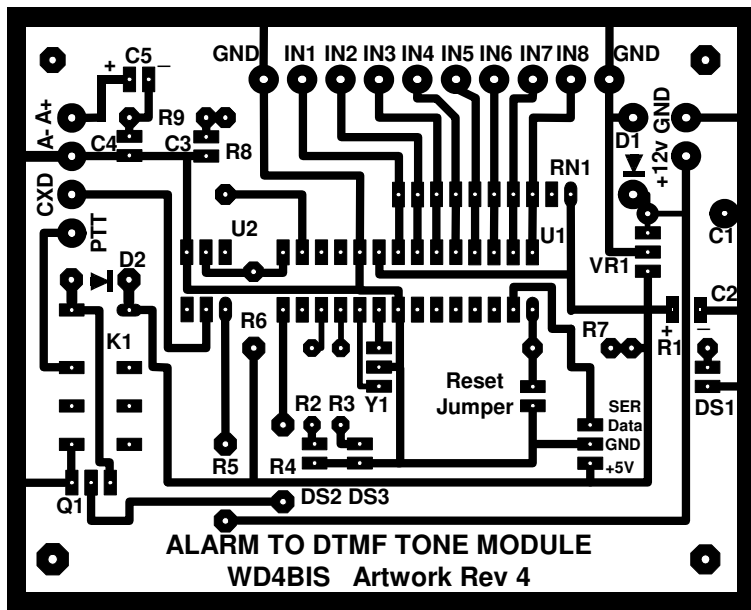 C5
+ −
GND IN1 IN2 IN3 IN4 IN5 IN6 IN7 IN8 GND
A- A+
R9
C4 C3 R8
D1
+12v GND
CXD
RN1
PTT
U2
U1
C1
VR1
D2
C2
K1
R6
R7
+
−
R1
DS1
Y1
Reset
Jumper
R2 R3
SER
Data
GND
+5V
R5 R4
Q1
DS2 DS3
ALARM TO DTMF TONE MODULE
WD4BIS Artwork Rev 4